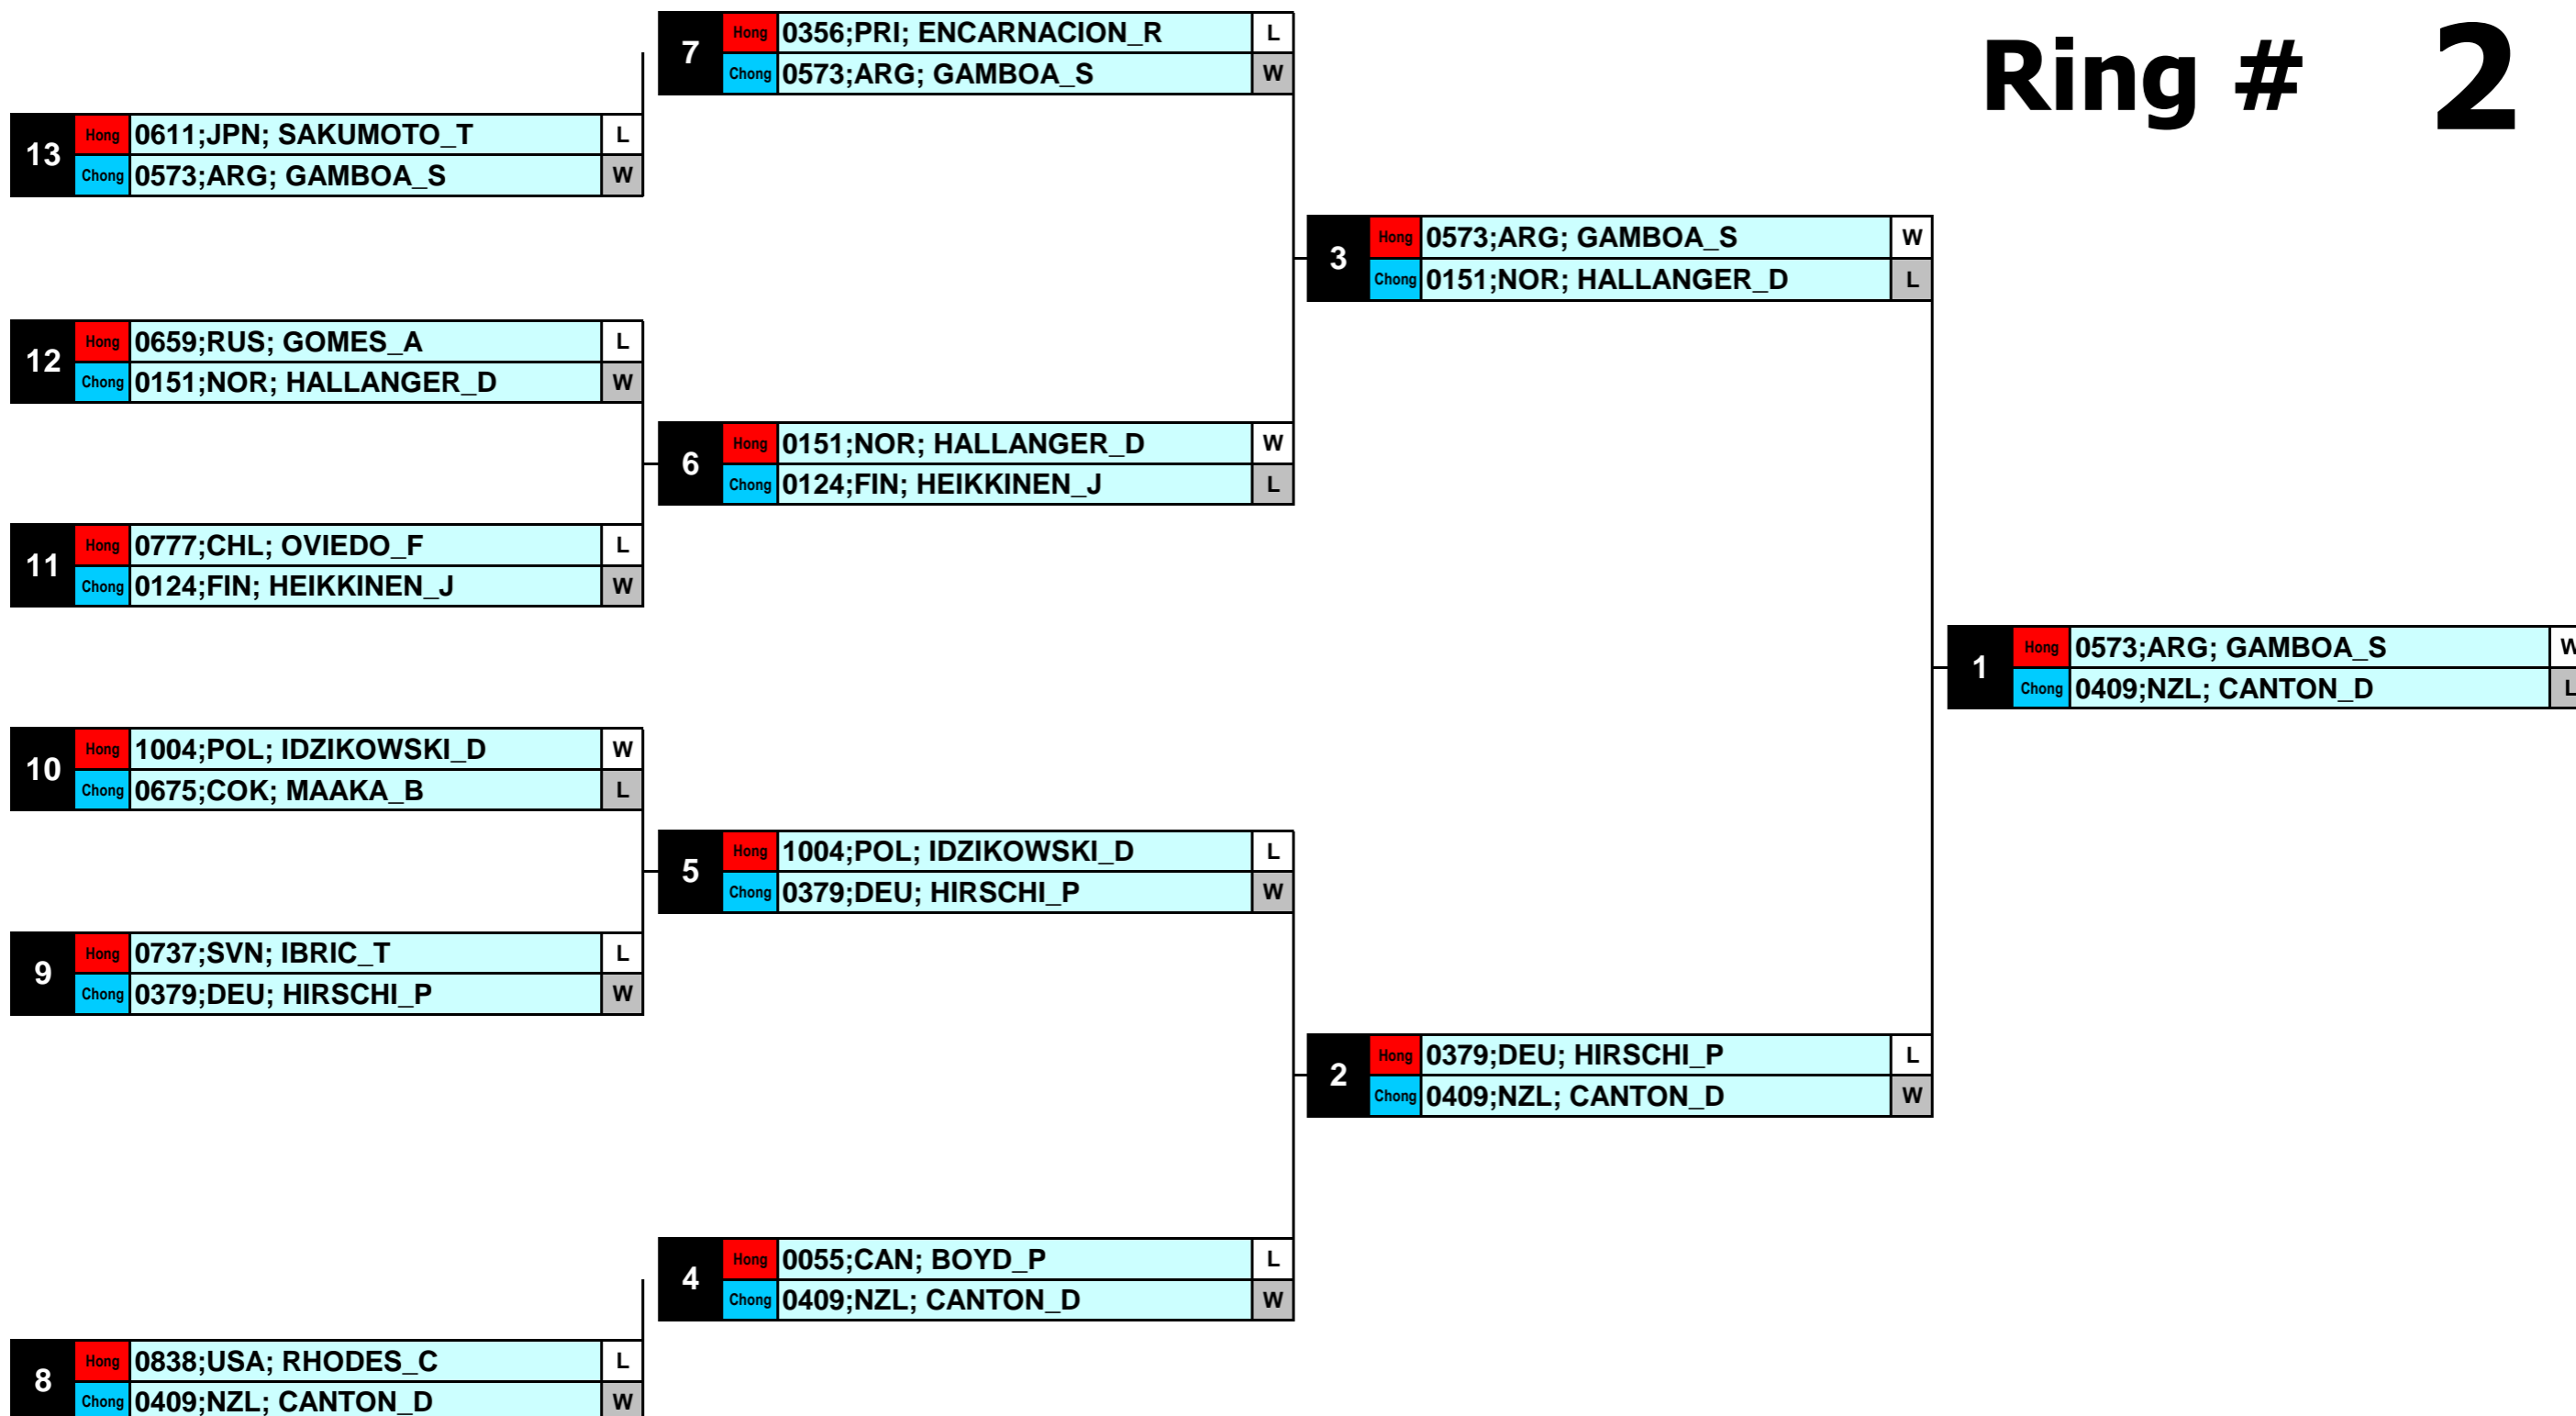 Ring # 2
7
Hong 0356;PRI; ENCARNACION_R L
Chong 0573;ARG; GAMBOA_S W
13
Hong 0611;JPN; SAKUMOTO_T L
Chong 0573;ARG; GAMBOA_S W
3
Hong 0573;ARG; GAMBOA_S W
Chong 0151;NOR; HALLANGER_D L
12
Hong 0659;RUS; GOMES_A L
Chong 0151;NOR; HALLANGER_D W
6
Hong 0151;NOR; HALLANGER_D W
Chong 0124;FIN; HEIKKINEN_J L
11
Hong 0777;CHL; OVIEDO_F L
Chong 0124;FIN; HEIKKINEN_J W
1
Hong 0573;ARG; GAMBOA_S W
Chong 0409;NZL; CANTON_D L
10
Hong 1004;POL; IDZIKOWSKI_D W
Chong 0675;COK; MAAKA_B L
5
Hong 1004;POL; IDZIKOWSKI_D L
Chong 0379;DEU; HIRSCHI_P W
9
Hong 0737;SVN; IBRIC_T L
Chong 0379;DEU; HIRSCHI_P W
2
Hong 0379;DEU; HIRSCHI_P L
Chong 0409;NZL; CANTON_D W
4
Hong 0055;CAN; BOYD_P L
Chong 0409;NZL; CANTON_D W
8
Hong 0838;USA; RHODES_C L
Chong 0409;NZL; CANTON_D W